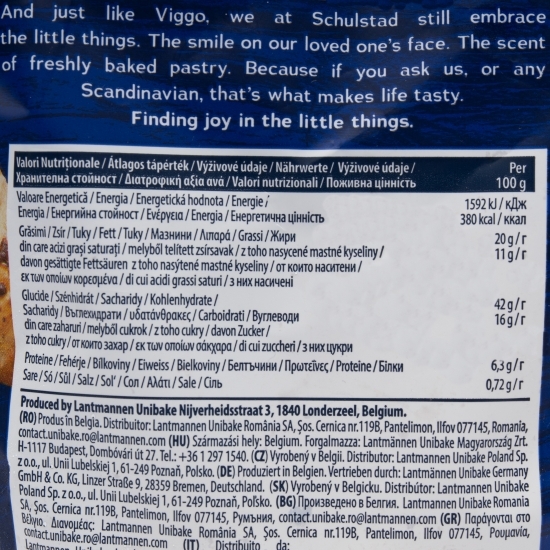 And just like Viggo, we at Schulstad still embrace
the little things. The smile on our loved one's face. The scent
of freshly baked pastry. Because if you ask us, or any
Scandinavian, that's what makes life tasty.
Finding joy in the little things.
Valori Nutriționale / Átlagos tápérték / Výživové údaje / Nährwerte / Výživové údaje / Per
Хранителна стойност / Διατροφική αξία ανά / Valori nutrizionali / Поживна цінність 100 g
Valoare Energetică / Energia / Energetická hodnota / Energie / 1592 kJ / кДж
Energia / Енергийна стойност / Ενέργεια / Energia / Енергетична цінність 380 kcal / ккал
Grăsimi / Zsír / Tuky / Fett / Tuky / Мазнини / Λιπαρά / Grassi / Жири 20 g / г
din care acizi grași saturați / melyből telített zsírsavak / z toho nasycené mastné kyseliny / 11 g / г
davon gesättigte Fettsäuren z toho nasýtené mastné kyseliny / от които наситени /
εκ των οποίων κορεσμένα / di cui acidi grassi saturi / з них насичені
Glucide / Szénhidrát / Sacharidy / Kohlenhydrate / 42 g / г
Sacharidy / Въглехидрати / υδατάνθρακες / Carboidrati / Вуглеводи 16 g / г
din care zaharuri / melyből cukrok / z toho cukry / davon Zucker /
z toho cukry / от които захар / εκ των οποίων σάκχαρα / di cui zuccheri / з них цукри
Proteine / Fehérje / Bílkoviny / Eiweiss / Bielkoviny / Белтъчини / Πρωτεΐνες / Proteine / Білки 6,3 g / г
Sare / Só / Sůl / Salz / Soľ / Сол / Αλάτι / Sale / Сіль 0,72 g / г
Produced by Lantmannen Unibake Nijverheidsstraat 3, 1840 Londerzeel, Belgium.
(RO) Produs în Belgia. Distribuitor: Lantmannen Unibake România SA, Șos. Cernica nr.119B, Pantelimon, Ilfov 077145, Romania,
contact.unibake.ro@lantmannen.com (HU) Származási hely: Belgium. Forgalmazza: Lantmännen Unibake Magyarország Zrt.
H-1117 Budapest, Dombóvári út 27. Tel.: +36 1 297 1540. (CZ) Vyrobený v Belgii. Distributor: Lantmannen Unibake Poland Sp.
z o.o., ul. Unii Lubelskiej 1, 61-249 Poznań, Polsko. (DE) Produziert in Belgien. Vertrieben durch: Lantmännen Unibake Germany
GmbH & Co. KG, Linzer Straße 9, 28359 Bremen, Deutschland. (SK) Vyrobený v Belgicku. Distribútor: Lantmannen Unibake
Poland Sp. z o.o., ul. Unii Lubelskiej 1, 61-249 Poznań, Poľsko. (BG) Произведено в Белгия. Lantmannen Unibake Romania
SA, Șos. Cernica nr.119B, Pantelimon, Ilfov 077145, Румъния, contact.unibake.ro@lantmannen.com (GR) Παράγονται στο
Βέλγιο. Διανομέας: Lantmannen Unibake România SA, Șos. Cernica nr.119B, Pantelimon, Ilfov 077145, Ρουμανία,
contact.unibake.ro@lantmannen.com (IT) Distribuito da: